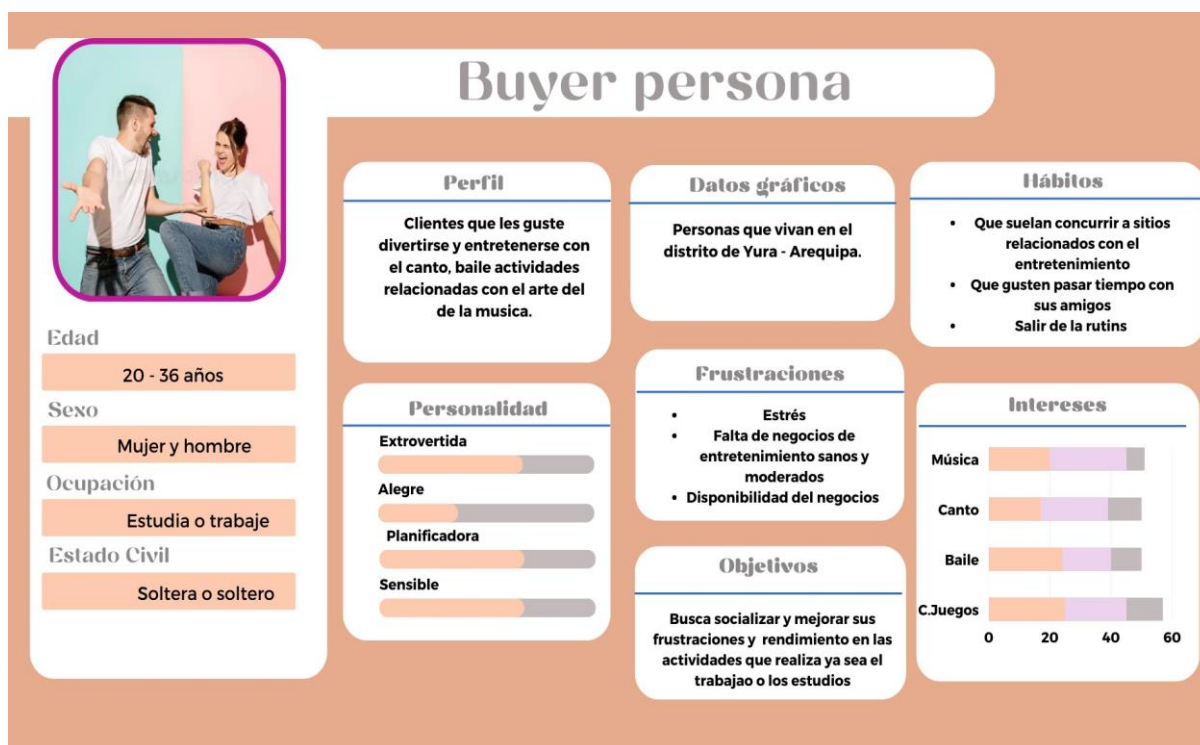 Buyer persona
Edad
20 - 36 años
Sexo
Mujer y hombre
Ocupación
Estudia o trabaje
Estado Civil
Soltera o soltero
Perfil
Clientes que les guste
divertirse y entretenerse con
el canto, baile actividades
relacionadas con el arte del
de la musica.
Personalidad
Extrovertida
Alegre
Planificadora
Sensible
Datos gráficos
Personas que vivan en el
distrito de Yura - Arequipa.
Frustraciones
• Estrés
• Falta de negocios de
entretenimiento sanos y
moderados
• Disponibilidad del negocios
Objetivos
Busca socializar y mejorar sus
frustraciones y rendimiento en las
actividades que realiza ya sea el
trabajao o los estudios
Hábitos
• Que suelan concurrir a sitios
relacionados con el
entretenimiento
• Que gusten pasar tiempo con
sus amigos
• Salir de la rutins
Intereses
Música
Canto
Baile
C.Juegos
0 20 40 60